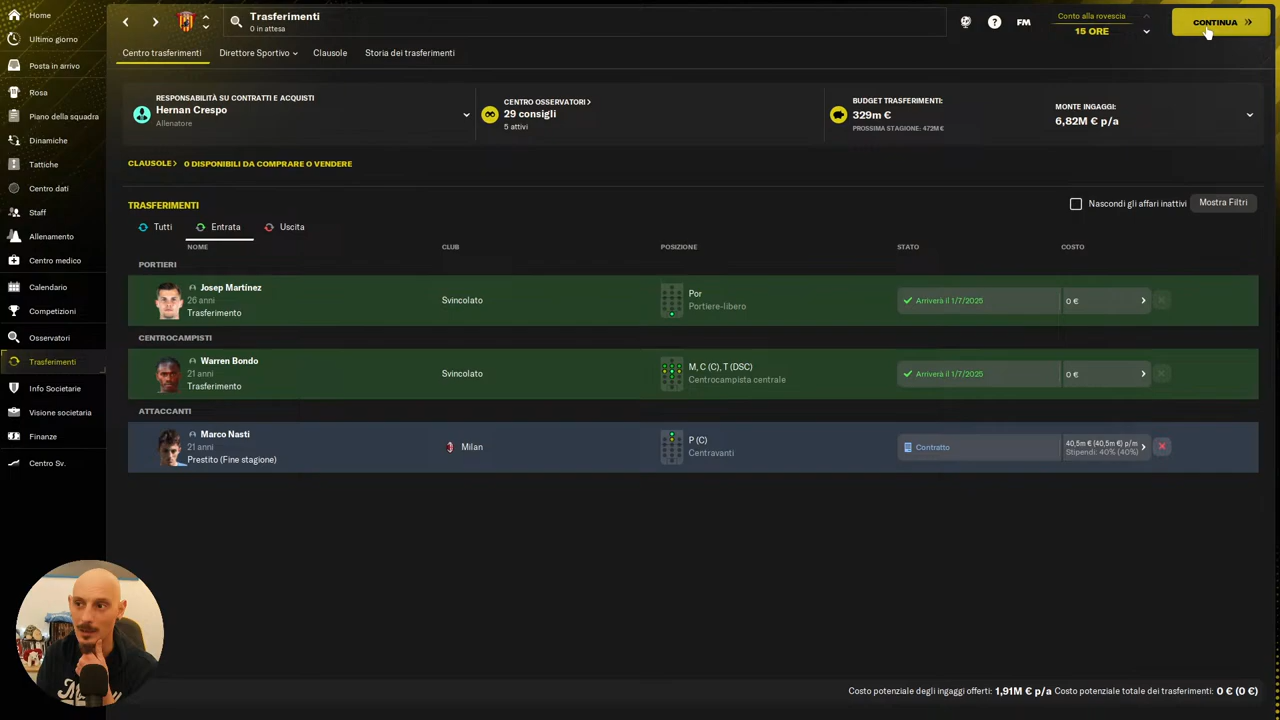 Home
Ultimo giorno
Posta in arrivo
Rosa
Piano della squadra
Dinamiche
Tattiche
Centro dati
Staff
Allenamento
Centro medico
Calendario
Competizioni
Osservatori
Trasferimenti
Info Societarie
Visione societaria
Finanze
Centro Sv.
Trasferimenti
0 in attesa
FM
Conto alla rovescia
15 ORE
CONTINUA
Centro trasferimenti Direttore Sportivo Clausole Storia dei trasferimenti
RESPONSABILITÀ SU CONTRATTI E ACQUISTI
Hernan Crespo
Allenatore
CENTRO OSSERVATORI >
29 consigli
5 attivi
BUDGET TRASFERIMENTI:
329m €
PROSSIMA STAGIONE: 472M €
MONTE INGAGGI:
6,82M € p/a
CLAUSOLE > 0 DISPONIBILI DA COMPRARE O VENDERE
TRASFERIMENTI
Nascondi gli affari inattivi Mostra Filtri
Tutti Entrata Uscita
NOME CLUB POSIZIONE STATO COSTO
PORTIERI
Josep Martínez
26 anni
Trasferimento
Svincolato
Por
Portiere-libero
Arriverà il 1/7/2025
0 €
CENTROCAMPISTI
Warren Bondo
21 anni
Trasferimento
Svincolato
M, C (C), T (DSC)
Centrocampista centrale
Arriverà il 1/7/2025
0 €
ATTACCANTI
Marco Nasti
21 anni
Prestito (Fine stagione)
Milan
P (C)
Centravanti
Contratto
40,5m € (40,5m €) p/m
Stipendi: 40% (40%)
Costo potenziale degli ingaggi offerti: 1,91M € p/a Costo potenziale totale dei trasferimenti: 0 € (0 €)